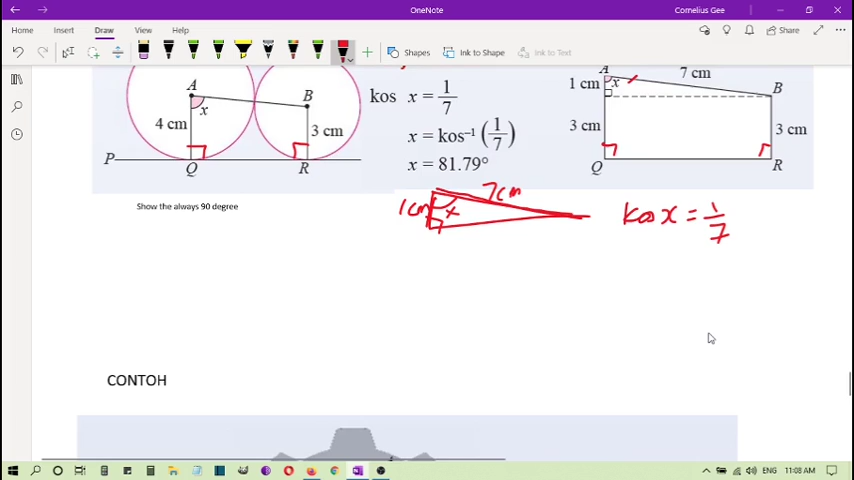 OneNote
Cornelius Gee
Home Insert Draw View Help
Share
Shapes Ink to Shape Ink to Text
A
x
4 cm
B
3 cm
P
Q
R
kos x = 1/7
x = kos⁻¹ (1/7)
x = 81.79°
A
1 cm
x
7 cm
B
3 cm
3 cm
Q
R
Show the always 90 degree
1cm
x
7cm
kos x = 1/7
CONTOH
ENG 11:08 AM